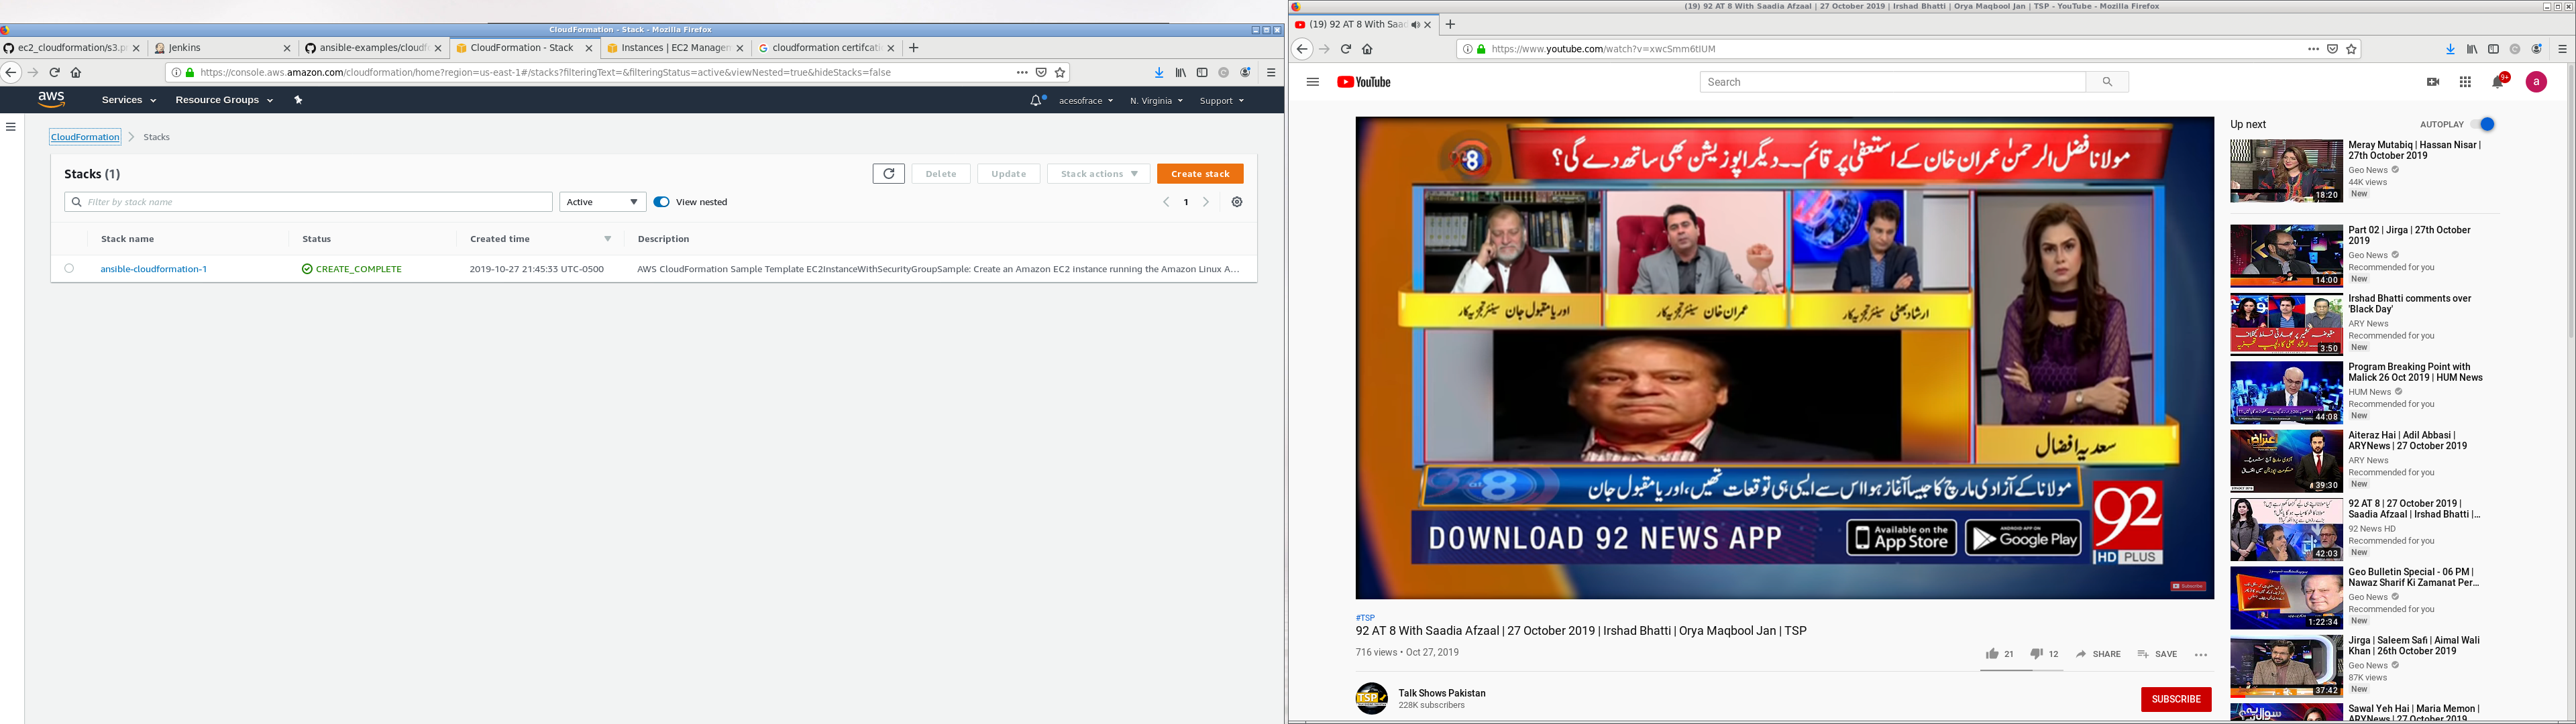 CloudFormation - Stack - Mozilla Firefox
ec2_cloudformation/s3.p
Jenkins
ansible-examples/cloudf
CloudFormation - Stack
Instances | EC2 Managem
cloudformation certifcati
https://console.aws.amazon.com/cloudformation/home?region=us-east-1#/stacks?filteringText=&filteringStatus=active&viewNested=true&hideStacks=false
aws
Services
Resource Groups
acesofrace
N. Virginia
Support
CloudFormation
Stacks
Stacks (1)
Delete
Update
Stack actions
Create stack
Filter by stack name
Active
View nested
1
Stack name
Status
Created time
Description
ansible-cloudformation-1
CREATE_COMPLETE
2019-10-27 21:45:33 UTC-0500
AWS CloudFormation Sample Template EC2InstanceWithSecurityGroupSample: Create an Amazon EC2 instance running the Amazon Linux A...
(19) 92 AT 8 With Saadia Afzaal | 27 October 2019 | Irshad Bhatti | Orya Maqbool Jan | TSP - YouTube - Mozilla Firefox
(19) 92 AT 8 With Saad
https://www.youtube.com/watch?v=xwcSmm6tIUM
YouTube
Search
9+
a
8
مولانا فضل الرحمن عمران خان کے استعفیٰ پر قائم۔۔دیگر اپوزیشن بھی ساتھ دے گی؟
اوریا مقبول جان سینئر تجزیہ کار
عمران خان سینئر تجزیہ کار
ارشاد بھٹی سینئر تجزیہ کار
سعدیہ افضال
92 AT 8
مولانا کے آزادی مارچ کا جیسا آغاز ہوا اس سے ایسی ہی توقعات تھیں، اوریا مقبول جان
DOWNLOAD 92 NEWS APP
Available on the
App Store
ANDROID APP ON
Google Play
92
HD PLUS
Subscribe
#TSP
92 AT 8 With Saadia Afzaal | 27 October 2019 | Irshad Bhatti | Orya Maqbool Jan | TSP
716 views • Oct 27, 2019
21
12
SHARE
SAVE
TSP
Talk Shows Pakistan
228K subscribers
SUBSCRIBE
Up next
AUTOPLAY
Meray Mutabiq | Hassan Nisar |
27th October 2019
Geo News
44K views
New
18:20
Part 02 | Jirga | 27th October
2019
Geo News
Recommended for you
New
14:00
Irshad Bhatti comments over
'Black Day'
ARY News
Recommended for you
New
3:50
Program Breaking Point with
Malick 26 Oct 2019 | HUM News
HUM News
Recommended for you
New
44:08
Aiteraz Hai | Adil Abbasi |
ARYNews | 27 October 2019
ARY News
Recommended for you
New
39:30
92 AT 8 | 27 October 2019 |
Saadia Afzaal | Irshad Bhatti |...
92 News HD
Recommended for you
New
42:03
Geo Bulletin Special - 06 PM |
Nawaz Sharif Ki Zamanat Per...
Geo News
Recommended for you
New
1:22:34
Jirga | Saleem Safi | Aimal Wali
Khan | 26th October 2019
Geo News
87K views
New
37:42
Sawal Yeh Hai | Maria Memon |
ARYNews | 27 October 2019